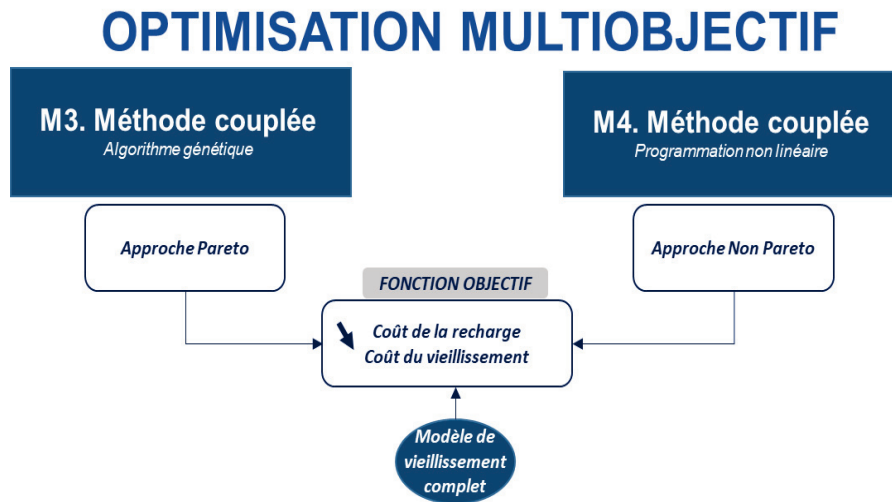 OPTIMISATION MULTIOBJECTIF
M3. Méthode couplée
Algorithme génétique
M4. Méthode couplée
Programmation non linéaire
Approche Pareto
Approche Non Pareto
FONCTION OBJECTIF
Coût de la recharge
Coût du vieillissement
Modèle de
vieillissement
complet